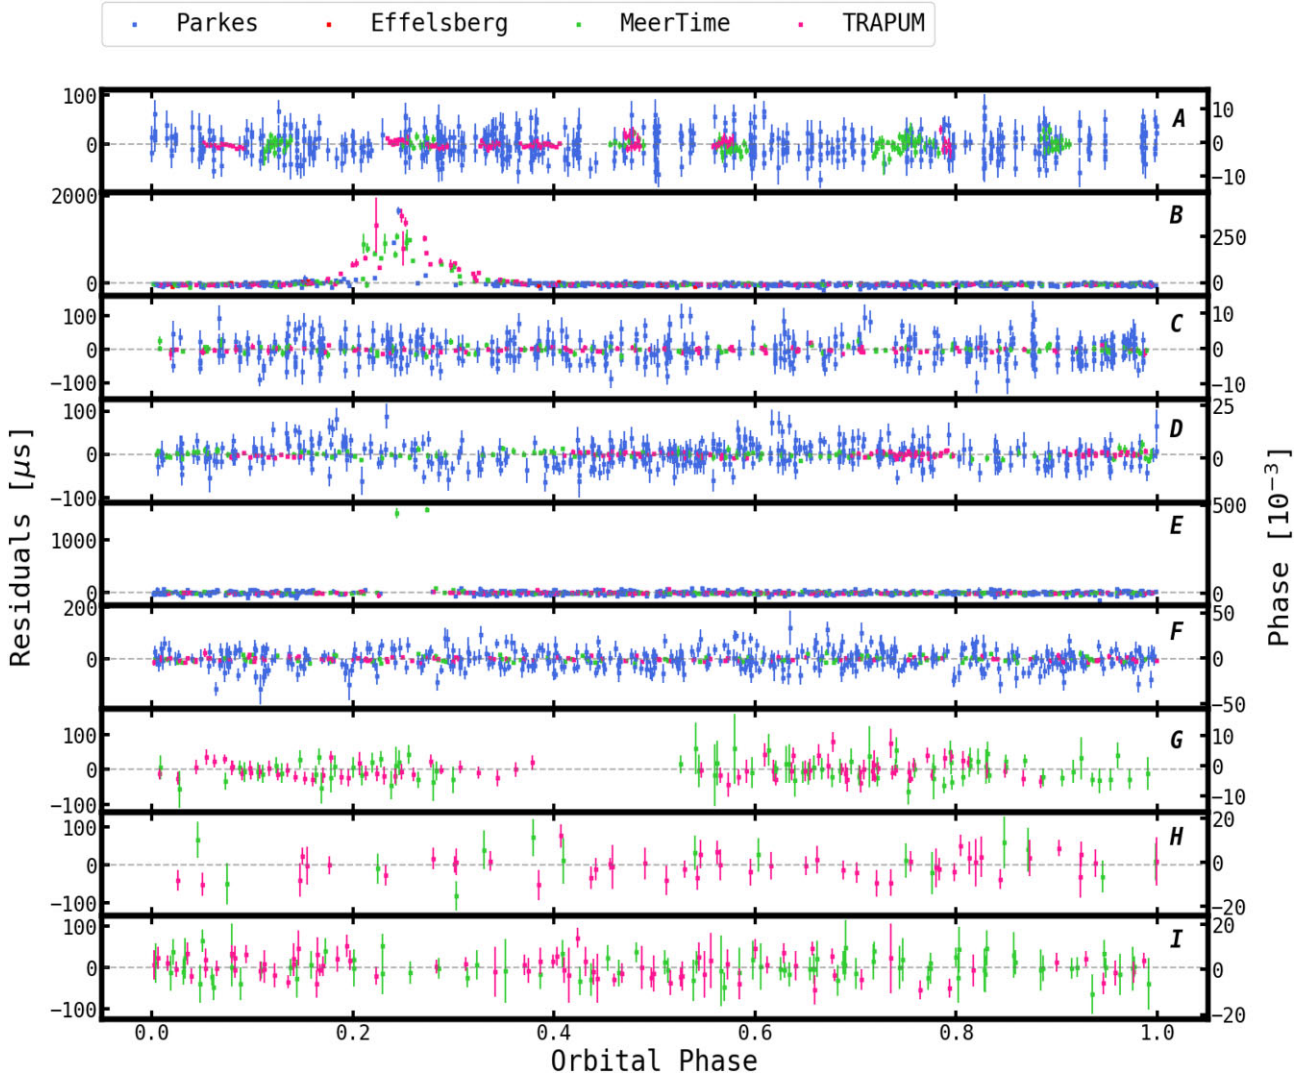 Parkes Effelsberg MeerTime TRAPUM
100 0 A 10 0 −10
2000 0 B 250 0
100 0 −100 C 10 0 −10
100 0 −100 D 25 0
1000 0 E 500 0
200 0 F 50 0 −50
100 0 −100 G 10 0 −10
100 0 −100 H 20 0 −20
100 0 −100 I 20 0 −20
Residuals [μs]
Phase [10⁻³]
0.0 0.2 0.4 0.6 0.8 1.0
Orbital Phase